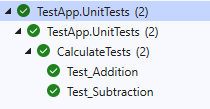 TestApp.UnitTests (2)
TestApp.UnitTests (2)
CalculateTests (2)
Test_Addition
Test_Subtraction